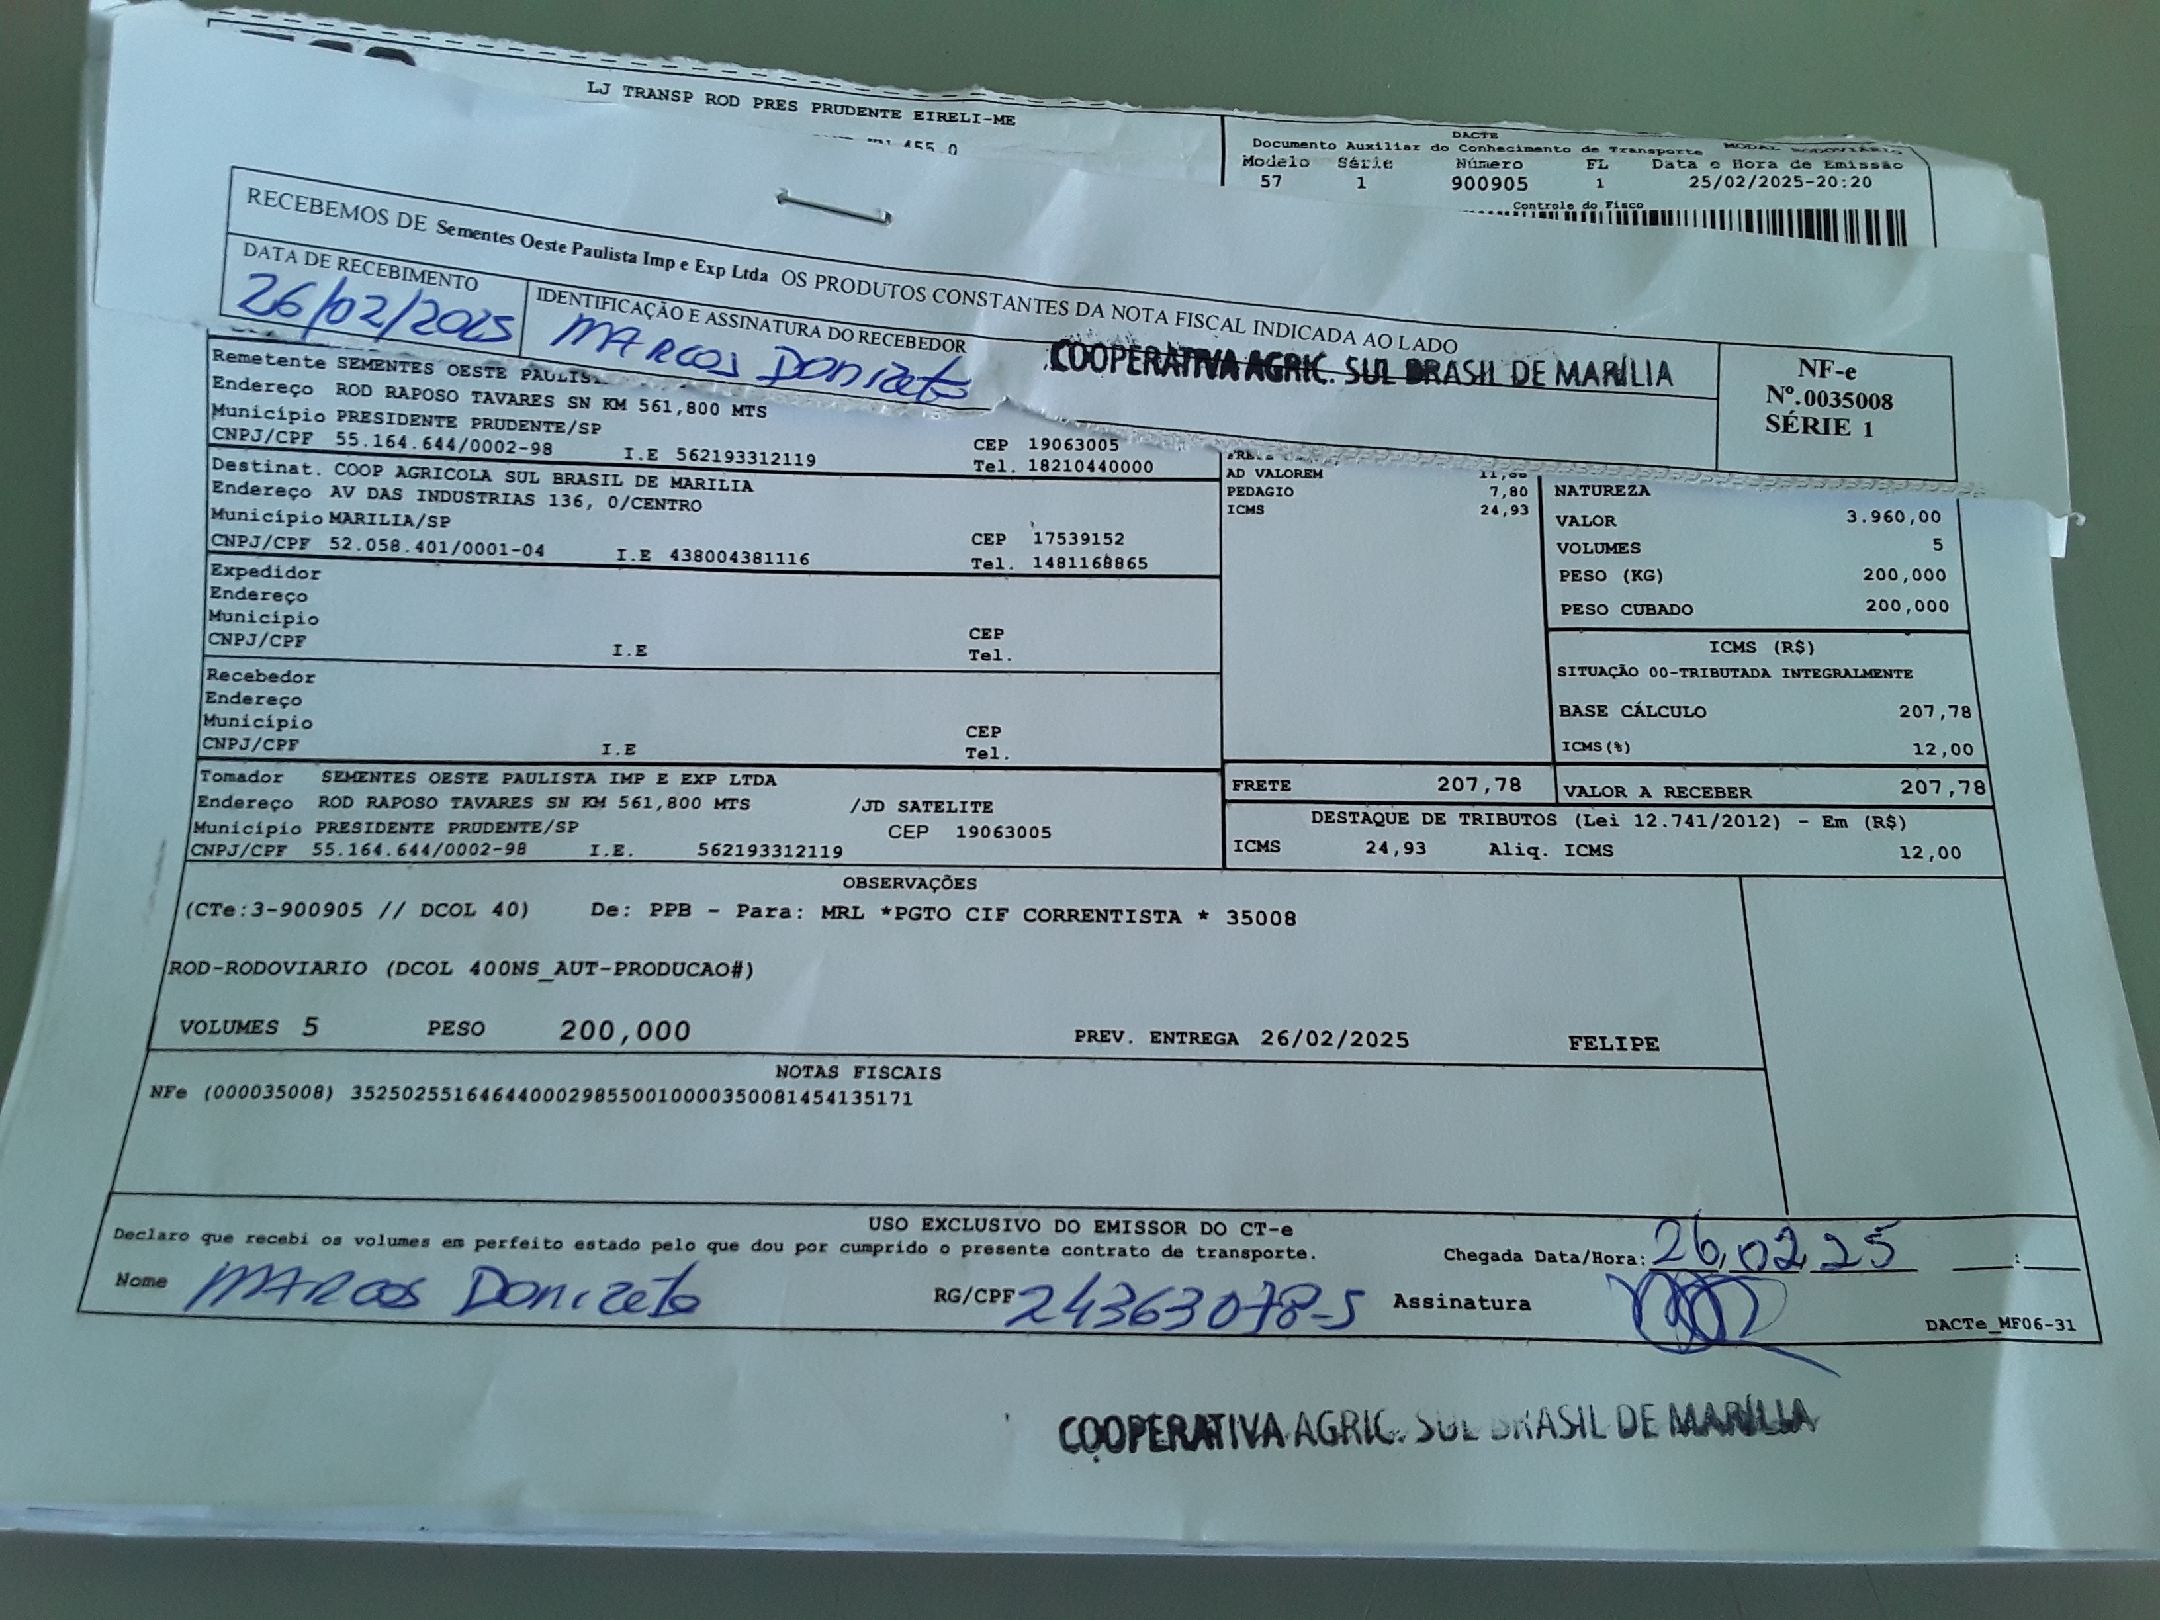 LJ TRANSP ROD PRES PRUDENTE EIRELI-ME
455.0
DACTE
Documento Auxiliar do Conhecimento de Transporte MODAL RODOVIÁRIO
Modelo Série Número FL Data e Hora de Emissão
57 1 900905 1 25/02/2025-20:20
Controle do Fisco
RECEBEMOS DE Sementes Oeste Paulista Imp e Exp Ltda OS PRODUTOS CONSTANTES DA NOTA FISCAL INDICADA AO LADO
DATA DE RECEBIMENTO
26/02/2025
IDENTIFICAÇÃO E ASSINATURA DO RECEBEDOR
MARCOS DONIZETE
COOPERATIVA AGRIC. SUL BRASIL DE MARÍLIA
NF-e
Nº.0035008
SÉRIE 1
Remetente SEMENTES OESTE PAULIS
Endereço ROD RAPOSO TAVARES SN KM 561,800 MTS
Município PRESIDENTE PRUDENTE/SP CEP 19063005
CNPJ/CPF 55.164.644/0002-98 I.E 562193312119 Tel. 18210440000
Destinat. COOP AGRICOLA SUL BRASIL DE MARILIA
Endereço AV DAS INDUSTRIAS 136, 0/CENTRO
Município MARILIA/SP CEP 17539152
CNPJ/CPF 52.058.401/0001-04 I.E 438004381116 Tel. 1481168865
Expedidor
Endereço
Município CEP
CNPJ/CPF I.E Tel.
Recebedor
Endereço
Município CEP
CNPJ/CPF I.E Tel.
Tomador SEMENTES OESTE PAULISTA IMP E EXP LTDA
Endereço ROD RAPOSO TAVARES SN KM 561,800 MTS /JD SATELITE
Município PRESIDENTE PRUDENTE/SP CEP 19063005
CNPJ/CPF 55.164.644/0002-98 I.E. 562193312119
AD VALOREM
PEDAGIO 7,80
ICMS 24,93
NATUREZA
VALOR 3.960,00
VOLUMES 5
PESO (KG) 200,000
PESO CUBADO 200,000
ICMS (R$)
SITUAÇÃO 00-TRIBUTADA INTEGRALMENTE
BASE CÁLCULO 207,78
ICMS(%) 12,00
FRETE 207,78 VALOR A RECEBER 207,78
DESTAQUE DE TRIBUTOS (Lei 12.741/2012) - Em (R$)
ICMS 24,93 Aliq. ICMS 12,00
OBSERVAÇÕES
(CTe:3-900905 // DCOL 40) De: PPB - Para: MRL *PGTO CIF CORRENTISTA * 35008
ROD-RODOVIARIO (DCOL 400NS_AUT-PRODUCAO#)
VOLUMES 5 PESO 200,000 PREV. ENTREGA 26/02/2025 FELIPE
NOTAS FISCAIS
NFe (000035008) 35250255164644000298550010000350081454135171
USO EXCLUSIVO DO EMISSOR DO CT-e
Declaro que recebi os volumes em perfeito estado pelo que dou por cumprido o presente contrato de transporte. Chegada Data/Hora: 26,02,25 :
Nome MARCOS DONIZETE RG/CPF 24363078-5 Assinatura
DACTe_MF06-31
COOPERATIVA AGRIC. SUL BRASIL DE MARÍLIA